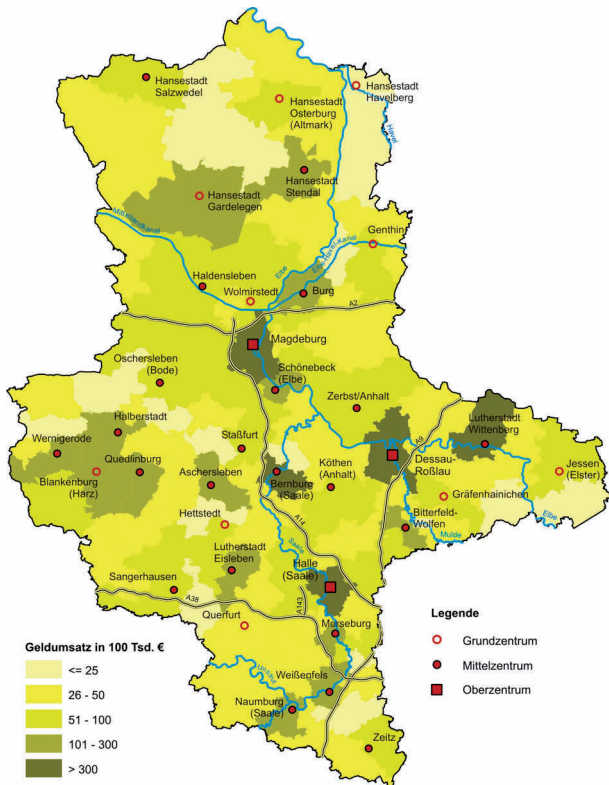 Hansestadt
Salzwedel
Hansestadt
Osterburg
(Altmark)
Hansestadt
Havelberg
Havel
Hansestadt
Stendal
Hansestadt
Gardelegen
Mittellandkanal
Genthin
Elbe-Havel-Kanal
Elbe
Haldensleben
Wolmirstedt
Burg
A2
Magdeburg
Oschersleben
(Bode)
Schönebeck
(Elbe)
Zerbst/Anhalt
Lutherstadt
Wittenberg
A9
Halberstadt
Wernigerode
Quedlinburg
Blankenburg
(Harz)
Staßfurt
Aschersleben
Bernburg
(Saale)
Köthen
(Anhalt)
Dessau-
Roßlau
Jessen
(Elster)
Gräfenhainichen
Elbe
Bitterfeld-
Wolfen
Mulde
Hettstedt
A14
Saale
Lutherstadt
Eisleben
Halle
(Saale)
Sangerhausen
A38
A143
Querfurt
Merseburg
Unstrut
Weißenfels
Naumburg
(Saale)
Zeitz
Legende
Grundzentrum
Mittelzentrum
Oberzentrum
Geldumsatz in 100 Tsd. €
<= 25
26 - 50
51 - 100
101 - 300
> 300